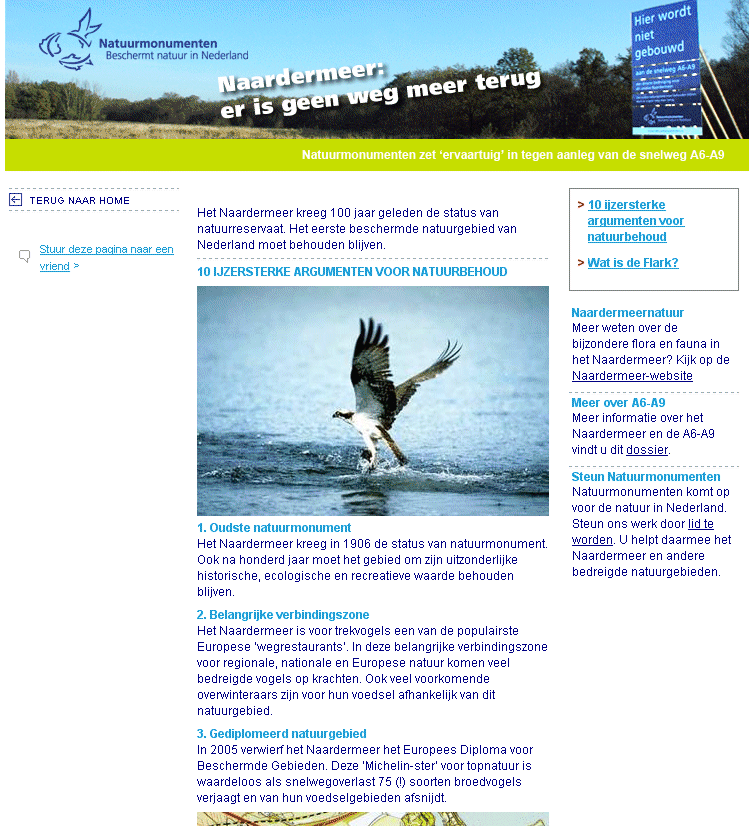 Natuurmonumenten
Beschermt natuur in Nederland
Naardermeer:
er is geen weg meer terug
Hier wordt
niet
gebouwd
aan de snelweg A6-A9
Natuurmonumenten
Natuurmonumenten zet ‘ervaartuig’ in tegen aanleg van de snelweg A6-A9
TERUG NAAR HOME
Stuur deze pagina naar een
vriend >
Het Naardermeer kreeg 100 jaar geleden de status van
natuurreservaat. Het eerste beschermde natuurgebied van
Nederland moet behouden blijven.
10 IJZERSTERKE ARGUMENTEN VOOR NATUURBEHOUD
1. Oudste natuurmonument
Het Naardermeer kreeg in 1906 de status van natuurmonument.
Ook na honderd jaar moet het gebied om zijn uitzonderlijke
historische, ecologische en recreatieve waarde behouden
blijven.
2. Belangrijke verbindingszone
Het Naardermeer is voor trekvogels een van de populairste
Europese 'wegrestaurants'. In deze belangrijke verbindingszone
voor regionale, nationale en Europese natuur komen veel
bedreigde vogels op krachten. Ook veel voorkomende
overwinteraars zijn voor hun voedsel afhankelijk van dit
natuurgebied.
3. Gediplomeerd natuurgebied
In 2005 verwierf het Naardermeer het Europees Diploma voor
Beschermde Gebieden. Deze 'Michelin-ster' voor topnatuur is
waardeloos als snelwegoverlast 75 (!) soorten broedvogels
verjaagt en van hun voedselgebieden afsnijdt.
> 10 ijzersterke
argumenten voor
natuurbehoud
> Wat is de Flark?
Naardermeernatuur
Meer weten over de
bijzondere flora en fauna in
het Naardermeer? Kijk op de
Naardermeer-website
Meer over A6-A9
Meer informatie over het
Naardermeer en de A6-A9
vindt u dit dossier.
Steun Natuurmonumenten
Natuurmonumenten komt op
voor de natuur in Nederland.
Steun ons werk door lid te
worden. U helpt daarmee het
Naardermeer en andere
bedreigde natuurgebieden.